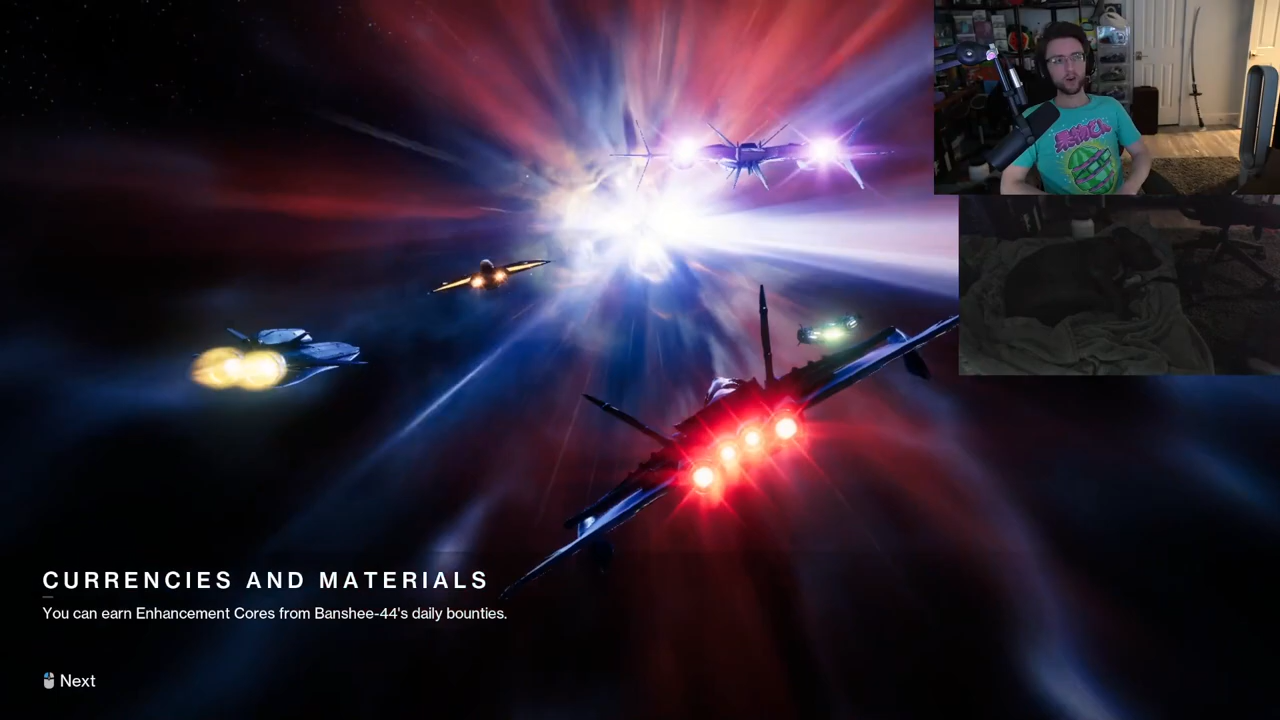 CURRENCIES AND MATERIALS
You can earn Enhancement Cores from Banshee-44's daily bounties.
Next